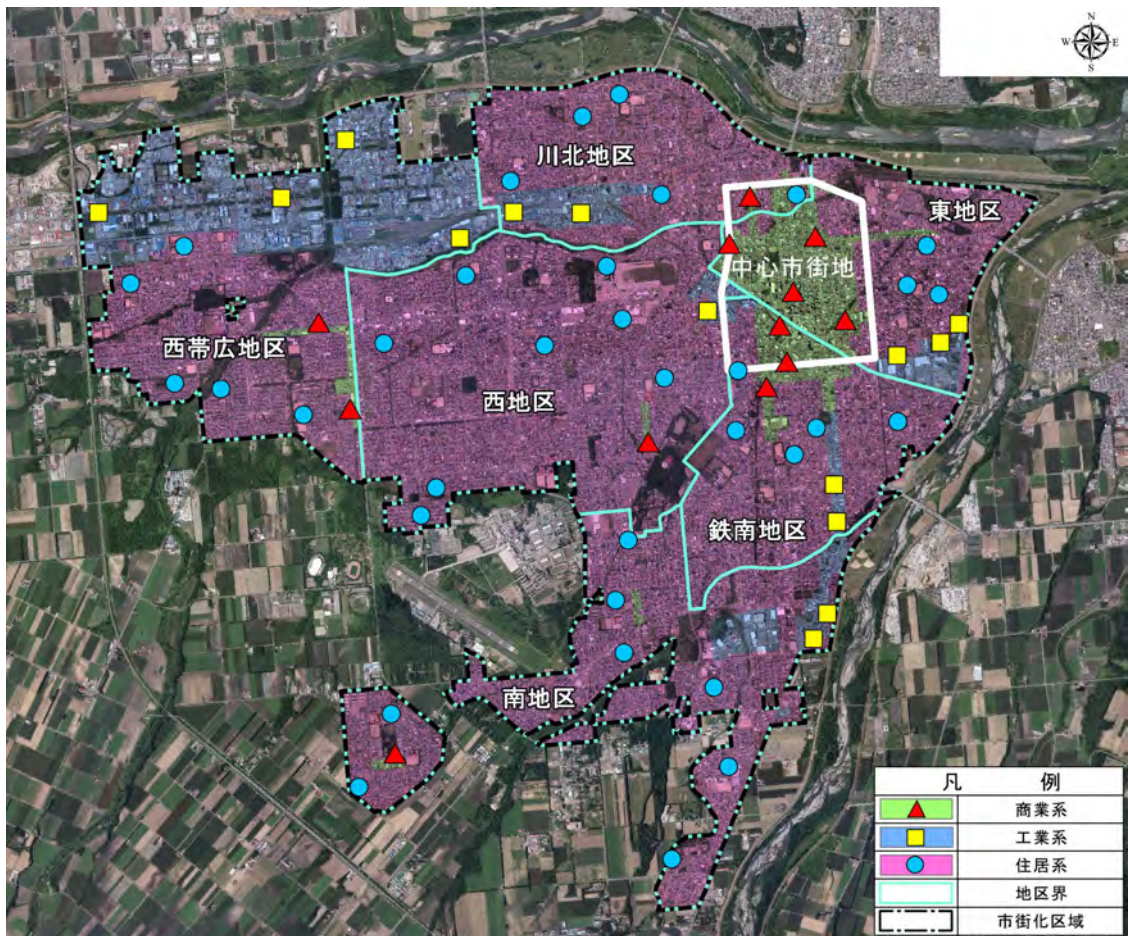 N
W E
S
川北地区
東地区
中心市街地
西帯広地区
西地区
鉄南地区
南地区
凡 例
商業系
工業系
住居系
地区界
市街化区域